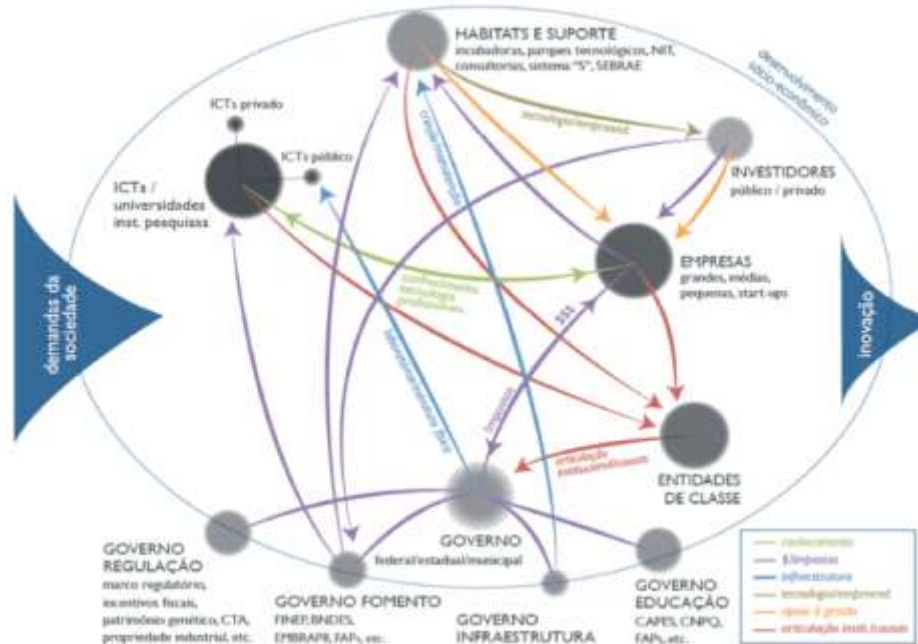 HABITATS E SUPORTE
incubadoras, parques tecnológicos, NIT,
consultorias, sistema "S", SEBRAE
desenvolvimento
sócio-econômico
ICTs privado
ICTs público
ICTs /
universidades
inst. pesquisas
tecnologia/empreend.
criação/manutenção
INVESTIDORES
público / privado
EMPRESAS
grandes, médias,
pequenas, start-ups
conhecimento
tecnologia
demandas da
sociedade
inovação
$$$
impostos
articulação
ENTIDADES
DE CLASSE
GOVERNO
federal/estadual/municipal
GOVERNO
REGULAÇÃO
marco regulatório,
incentivos fiscais,
patrimônio genético, CTA,
propriedade industrial, etc.
GOVERNO FOMENTO
FINEP, BNDES,
EMBRAPII, FAPs, etc.
GOVERNO
INFRAESTRUTURA
GOVERNO
EDUCAÇÃO
CAPES, CNPQ,
FAPs, etc.
conhecimento
$/impostos
infraestrutura
tecnologia/empreend.
apoio à gestão